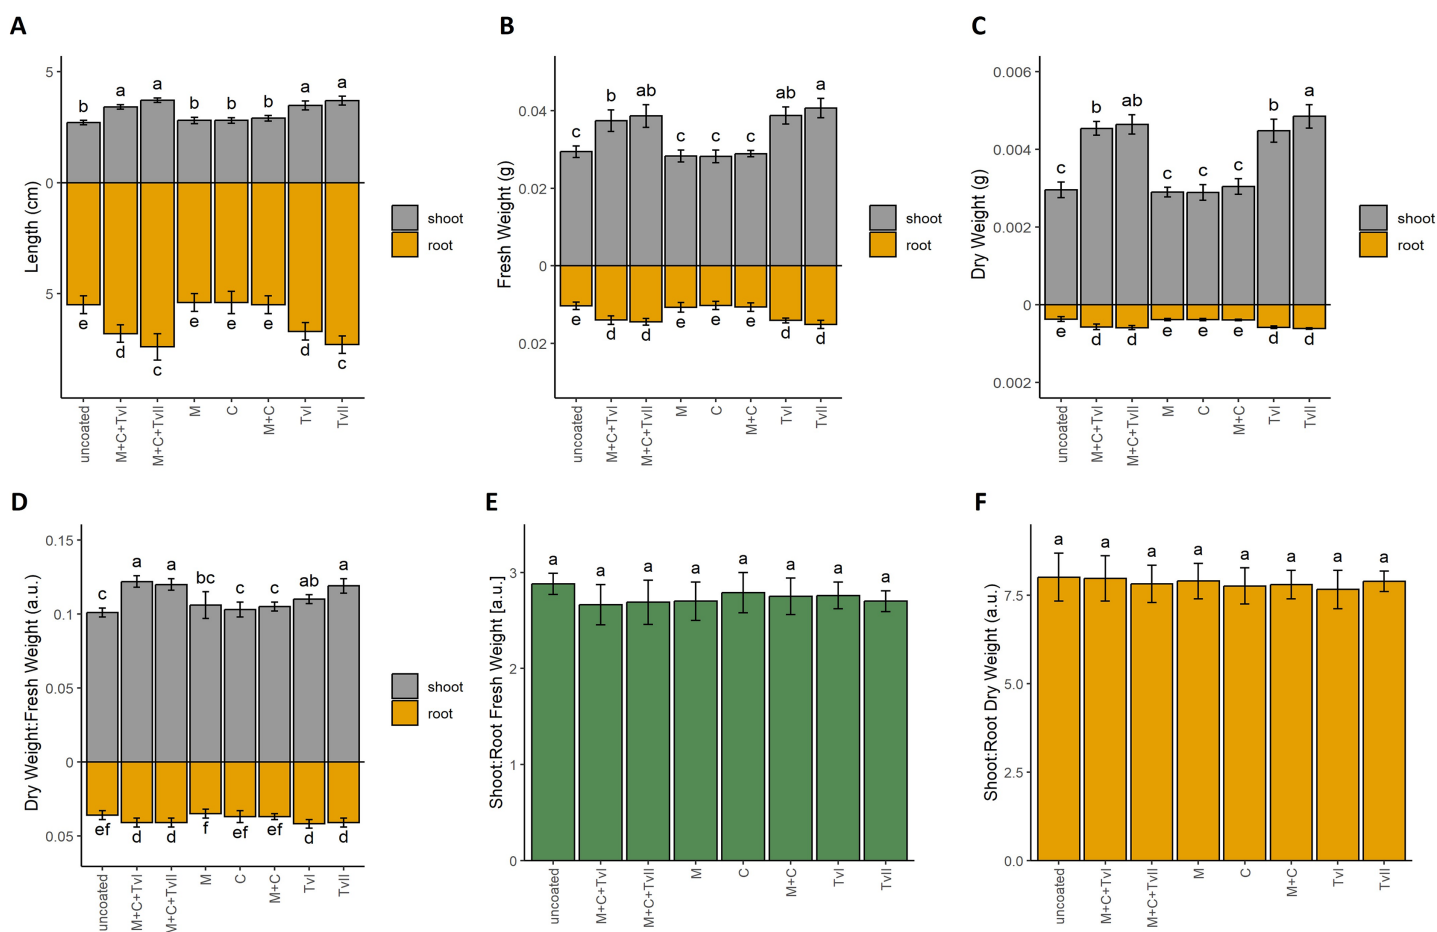 A
Length (cm)
5
0
5
b a a b b b a a
e d c e e e d c
uncoated M+C+TvI M+C+TvII M C M+C TvI TvII
shoot
root
B
Fresh Weight (g)
0.04
0.02
0
0.02
c b ab c c c ab a
e d d e e e d d
uncoated M+C+TvI M+C+TvII M C M+C TvI TvII
shoot
root
C
Dry Weight (g)
0.006
0.004
0.002
0
0.002
c b ab c c c b a
e d d e e e d d
uncoated M+C+TvI M+C+TvII M C M+C TvI TvII
shoot
root
D
Dry Weight:Fresh Weight (a.u.)
0.15
0.1
0.05
0
0.05
c a a bc c c ab a
ef d d f ef ef d d
uncoated M+C+TvI M+C+TvII M C M+C TvI TvII
shoot
root
E
Shoot:Root Fresh Weight [a.u.]
3
2
1
0
a a a a a a a a
uncoated M+C+TvI M+C+TvII M C M+C TvI TvII
F
Shoot:Root Dry Weight (a.u.)
7.5
5.0
2.5
0.0
a a a a a a a a
uncoated M+C+TvI M+C+TvII M C M+C TvI TvII